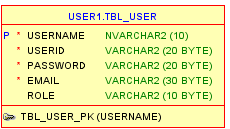 USER1.TBL_USER
P * USERNAME NVARCHAR2 (10)
* USERID VARCHAR2 (20 BYTE)
* PASSWORD VARCHAR2 (20 BYTE)
* EMAIL VARCHAR2 (30 BYTE)
ROLE VARCHAR2 (10 BYTE)
TBL_USER_PK (USERNAME)